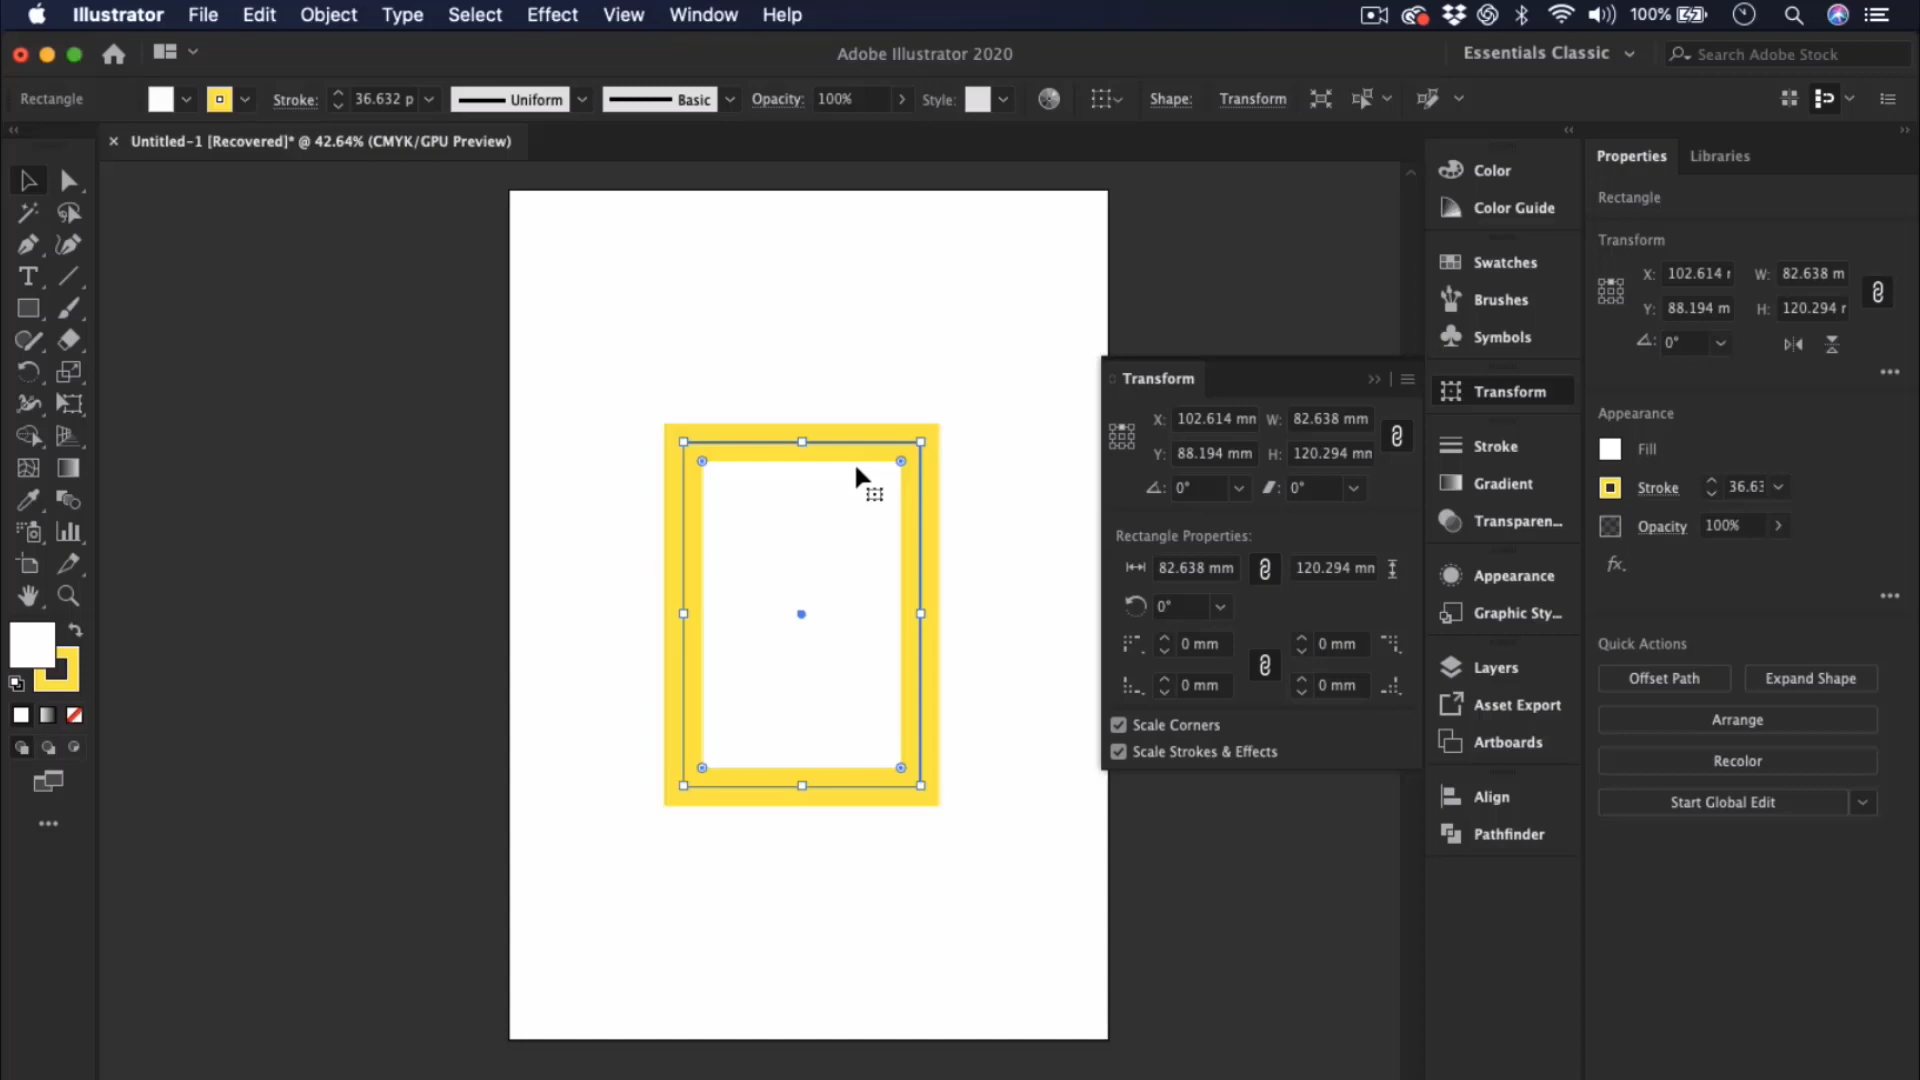 Illustrator File Edit Object Type Select Effect View Window Help 100%
Adobe Illustrator 2020 Essentials Classic Search Adobe Stock
Rectangle Stroke: 36.632 p Uniform Basic Opacity: 100% Style: Shape: Transform
× Untitled-1 [Recovered]* @ 42.64% (CMYK/GPU Preview)
Color
Color Guide
Swatches
Brushes
Symbols
Transform
Stroke
Gradient
Transparen...
Appearance
Graphic Sty...
Layers
Asset Export
Artboards
Align
Pathfinder
Transform
X: 102.614 mm W: 82.638 mm
Y: 88.194 mm H: 120.294 mm
0° 0°
Rectangle Properties:
82.638 mm 120.294 mm
0°
0 mm 0 mm
0 mm 0 mm
Scale Corners
Scale Strokes & Effects
Properties Libraries
Rectangle
Transform
X: 102.614 W: 82.638 m
Y: 88.194 m H: 120.294
0°
Appearance
Fill
Stroke 36.63
Opacity 100%
fx.
Quick Actions
Offset Path Expand Shape
Arrange
Recolor
Start Global Edit